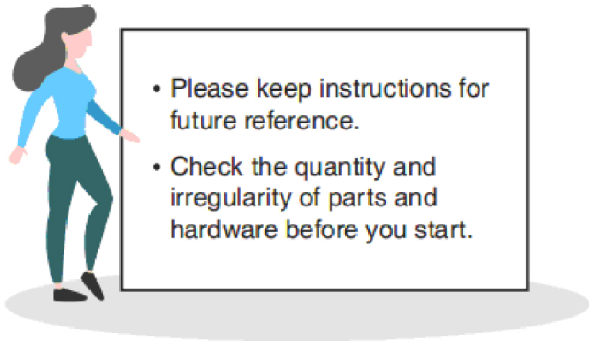 • Please keep instructions for
future reference.
• Check the quantity and
irregularity of parts and
hardware before you start.